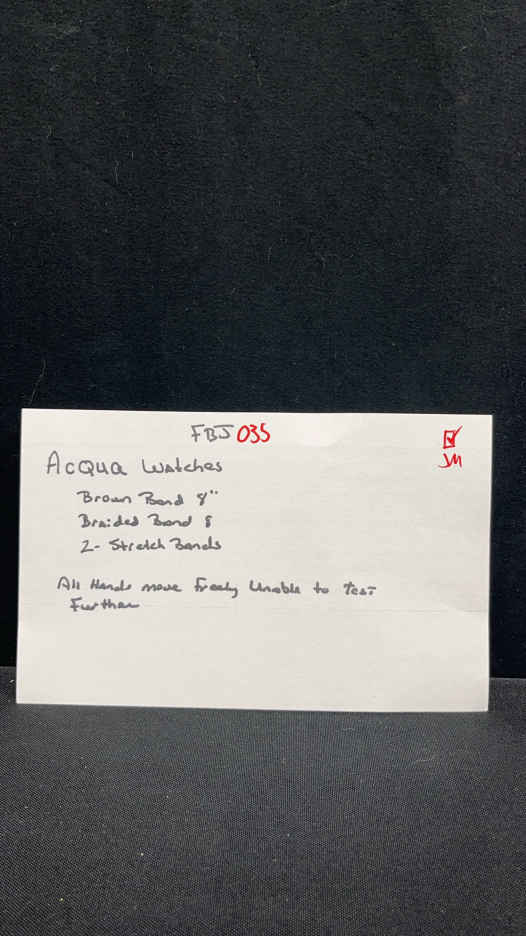 FBJ 035
JM
Acqua Watches
Brown Band 8"
Braided Band 8
2- Stretch Bands
All Hands move Freely Unable to Test
Further